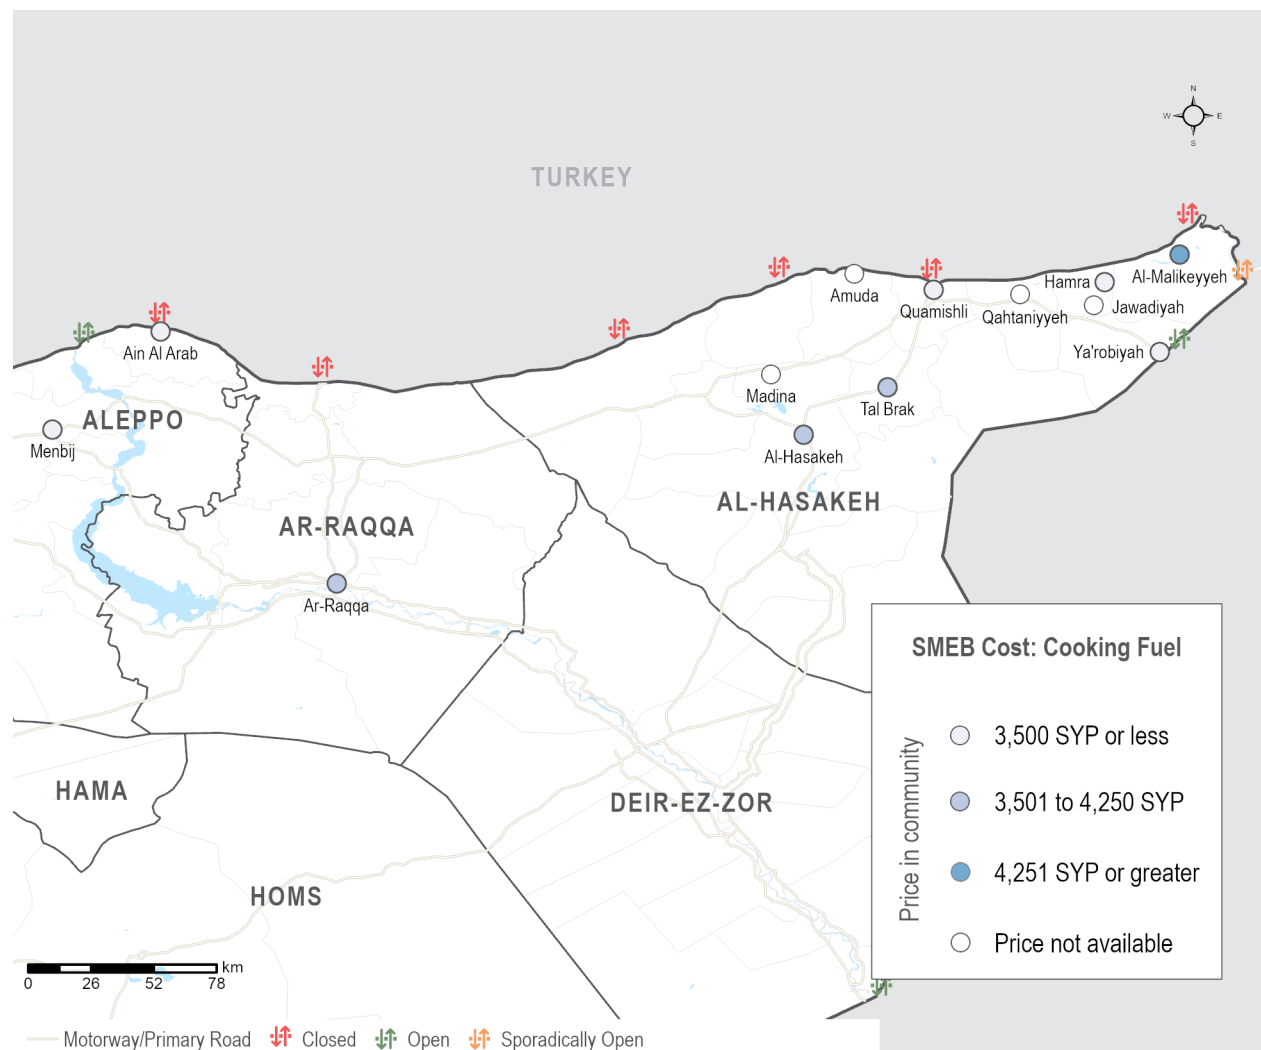 N
W E
S
TURKEY
Al-Malikeyyeh
Hamra
Amuda
Quamishli
Qahtaniyyeh
Jawadiyah
Ya'robiyah
Ain Al Arab
Madina
Tal Brak
ALEPPO
Menbij
Al-Hasakeh
AL-HASAKEH
AR-RAQQA
Ar-Raqqa
HAMA
DEIR-EZ-ZOR
HOMS
SMEB Cost: Cooking Fuel
Price in community
3,500 SYP or less
3,501 to 4,250 SYP
4,251 SYP or greater
Price not available
km
0 26 52 78
Motorway/Primary Road Closed Open Sporadically Open